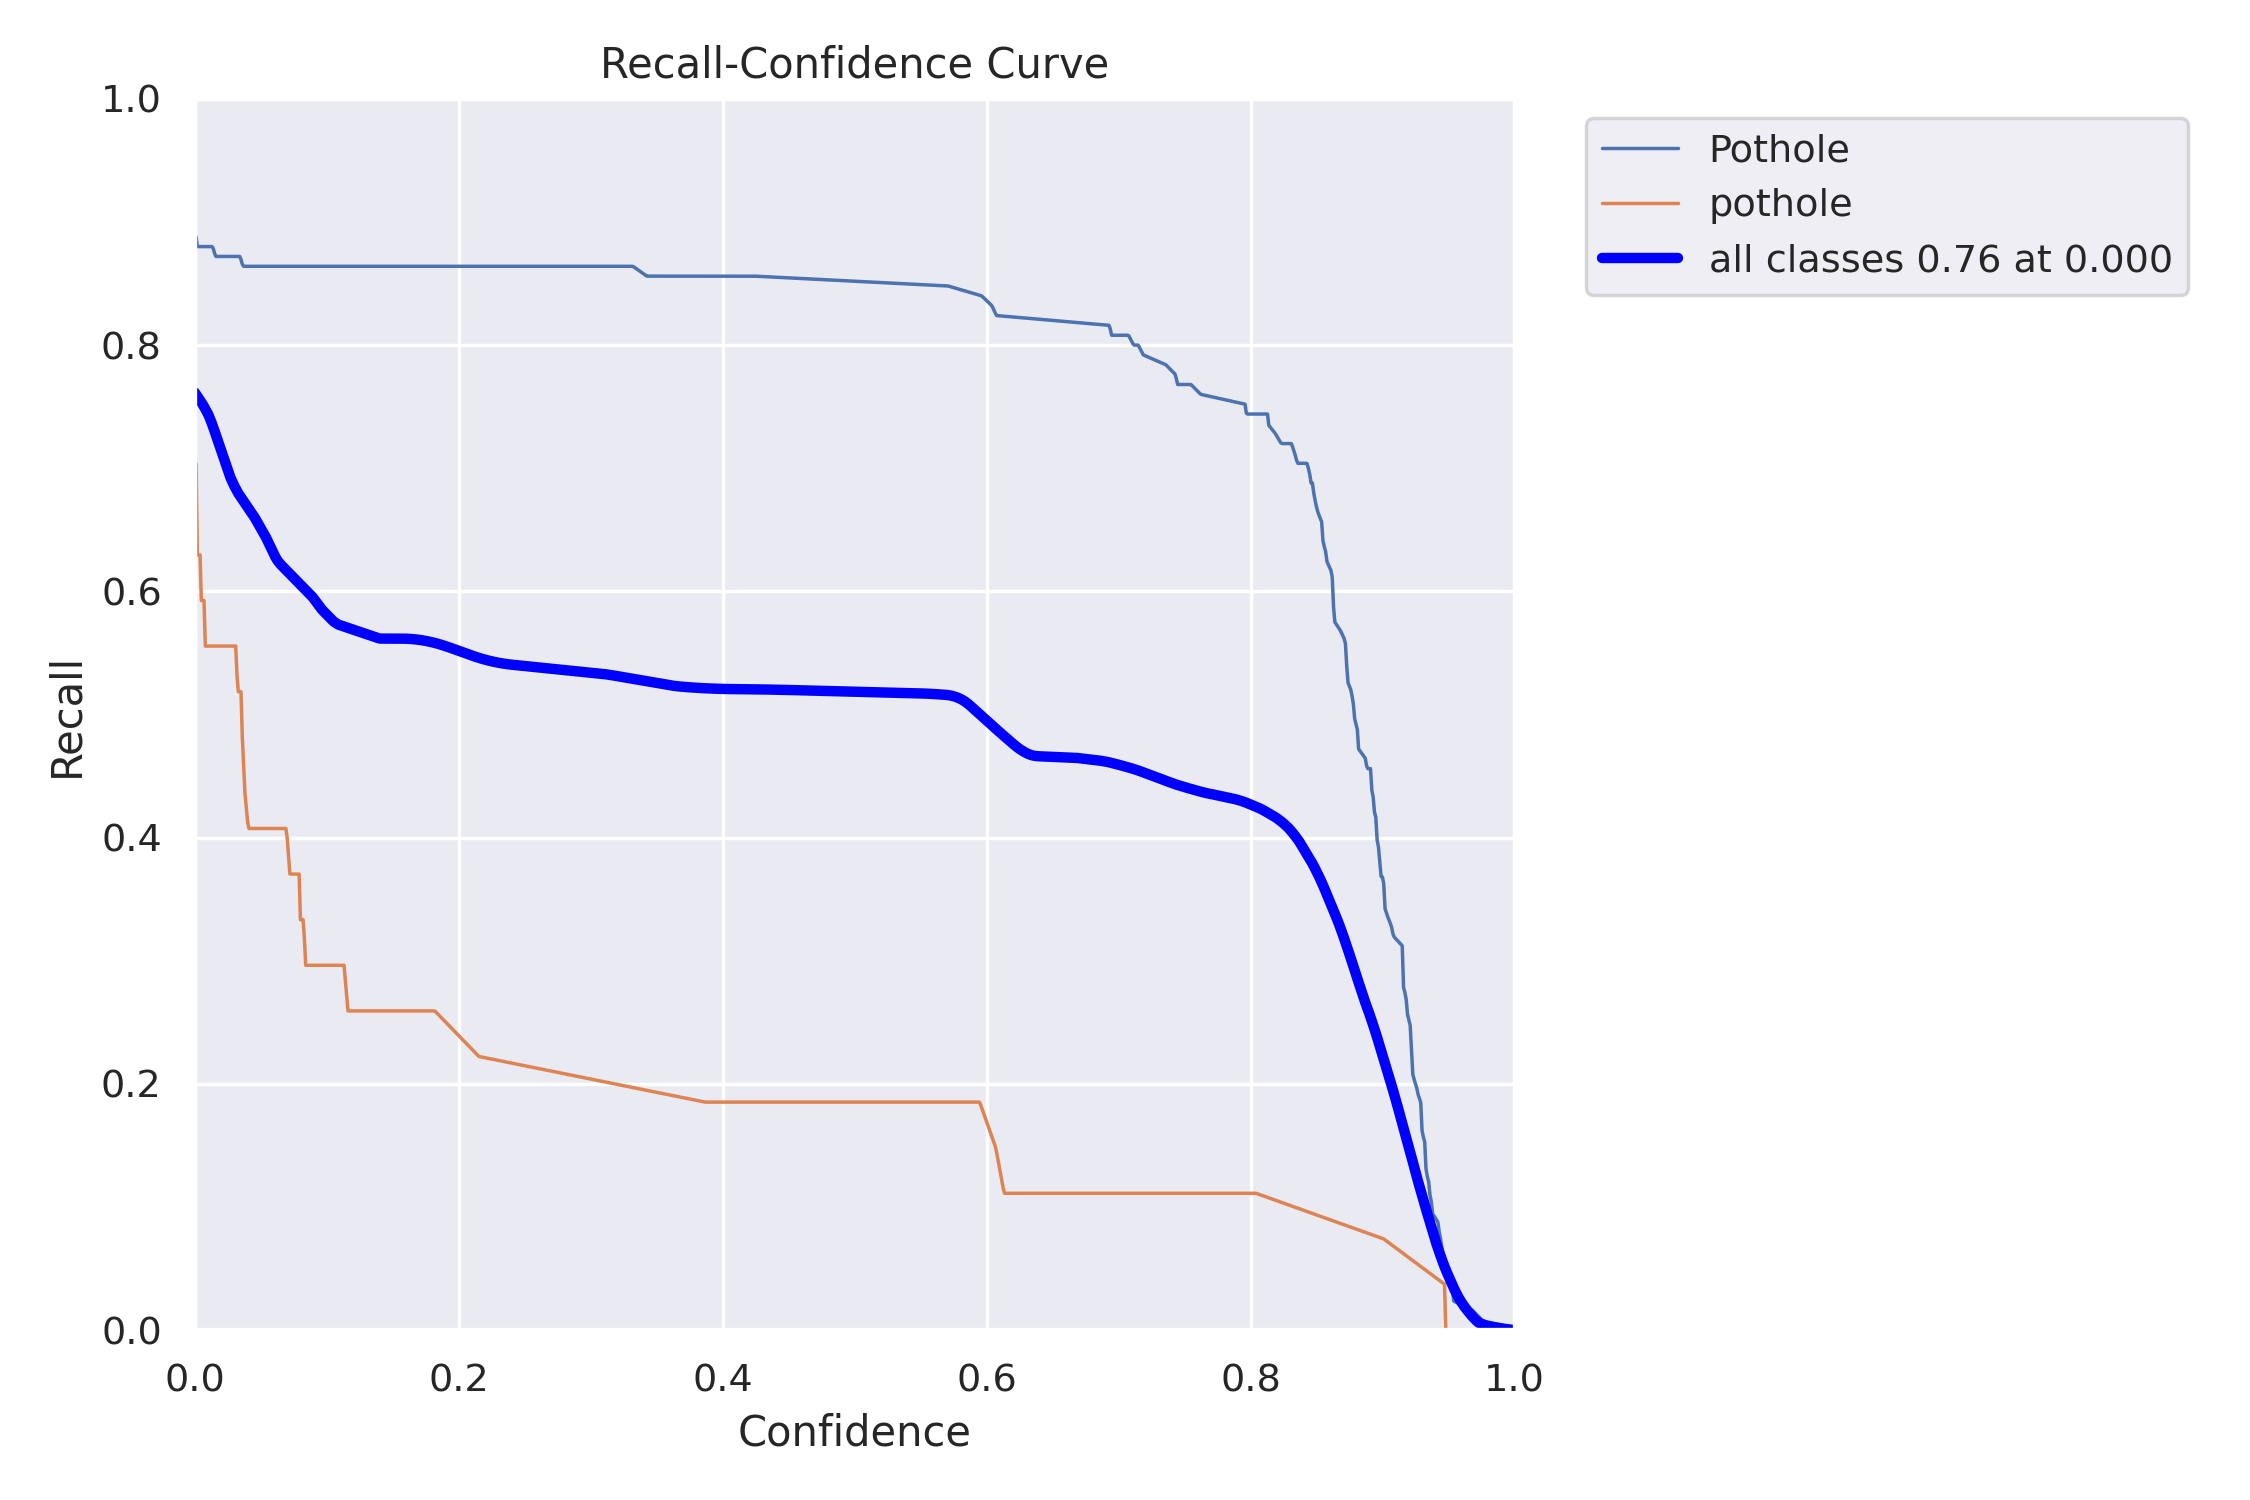 Recall-Confidence Curve
1.0
0.8
0.6
0.4
0.2
0.0
Recall
0.0 0.2 0.4 0.6 0.8 1.0
Confidence
Pothole
pothole
all classes 0.76 at 0.000